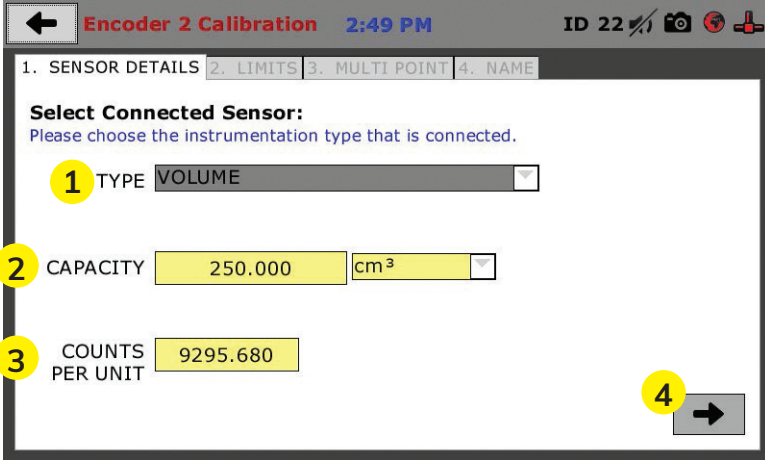 Encoder 2 Calibration 2:49 PM ID 22
1. SENSOR DETAILS 2. LIMITS 3. MULTI POINT 4. NAME
Select Connected Sensor:
Please choose the instrumentation type that is connected.
1 TYPE VOLUME
2 CAPACITY 250.000 cm³
3 COUNTS PER UNIT 9295.680
4